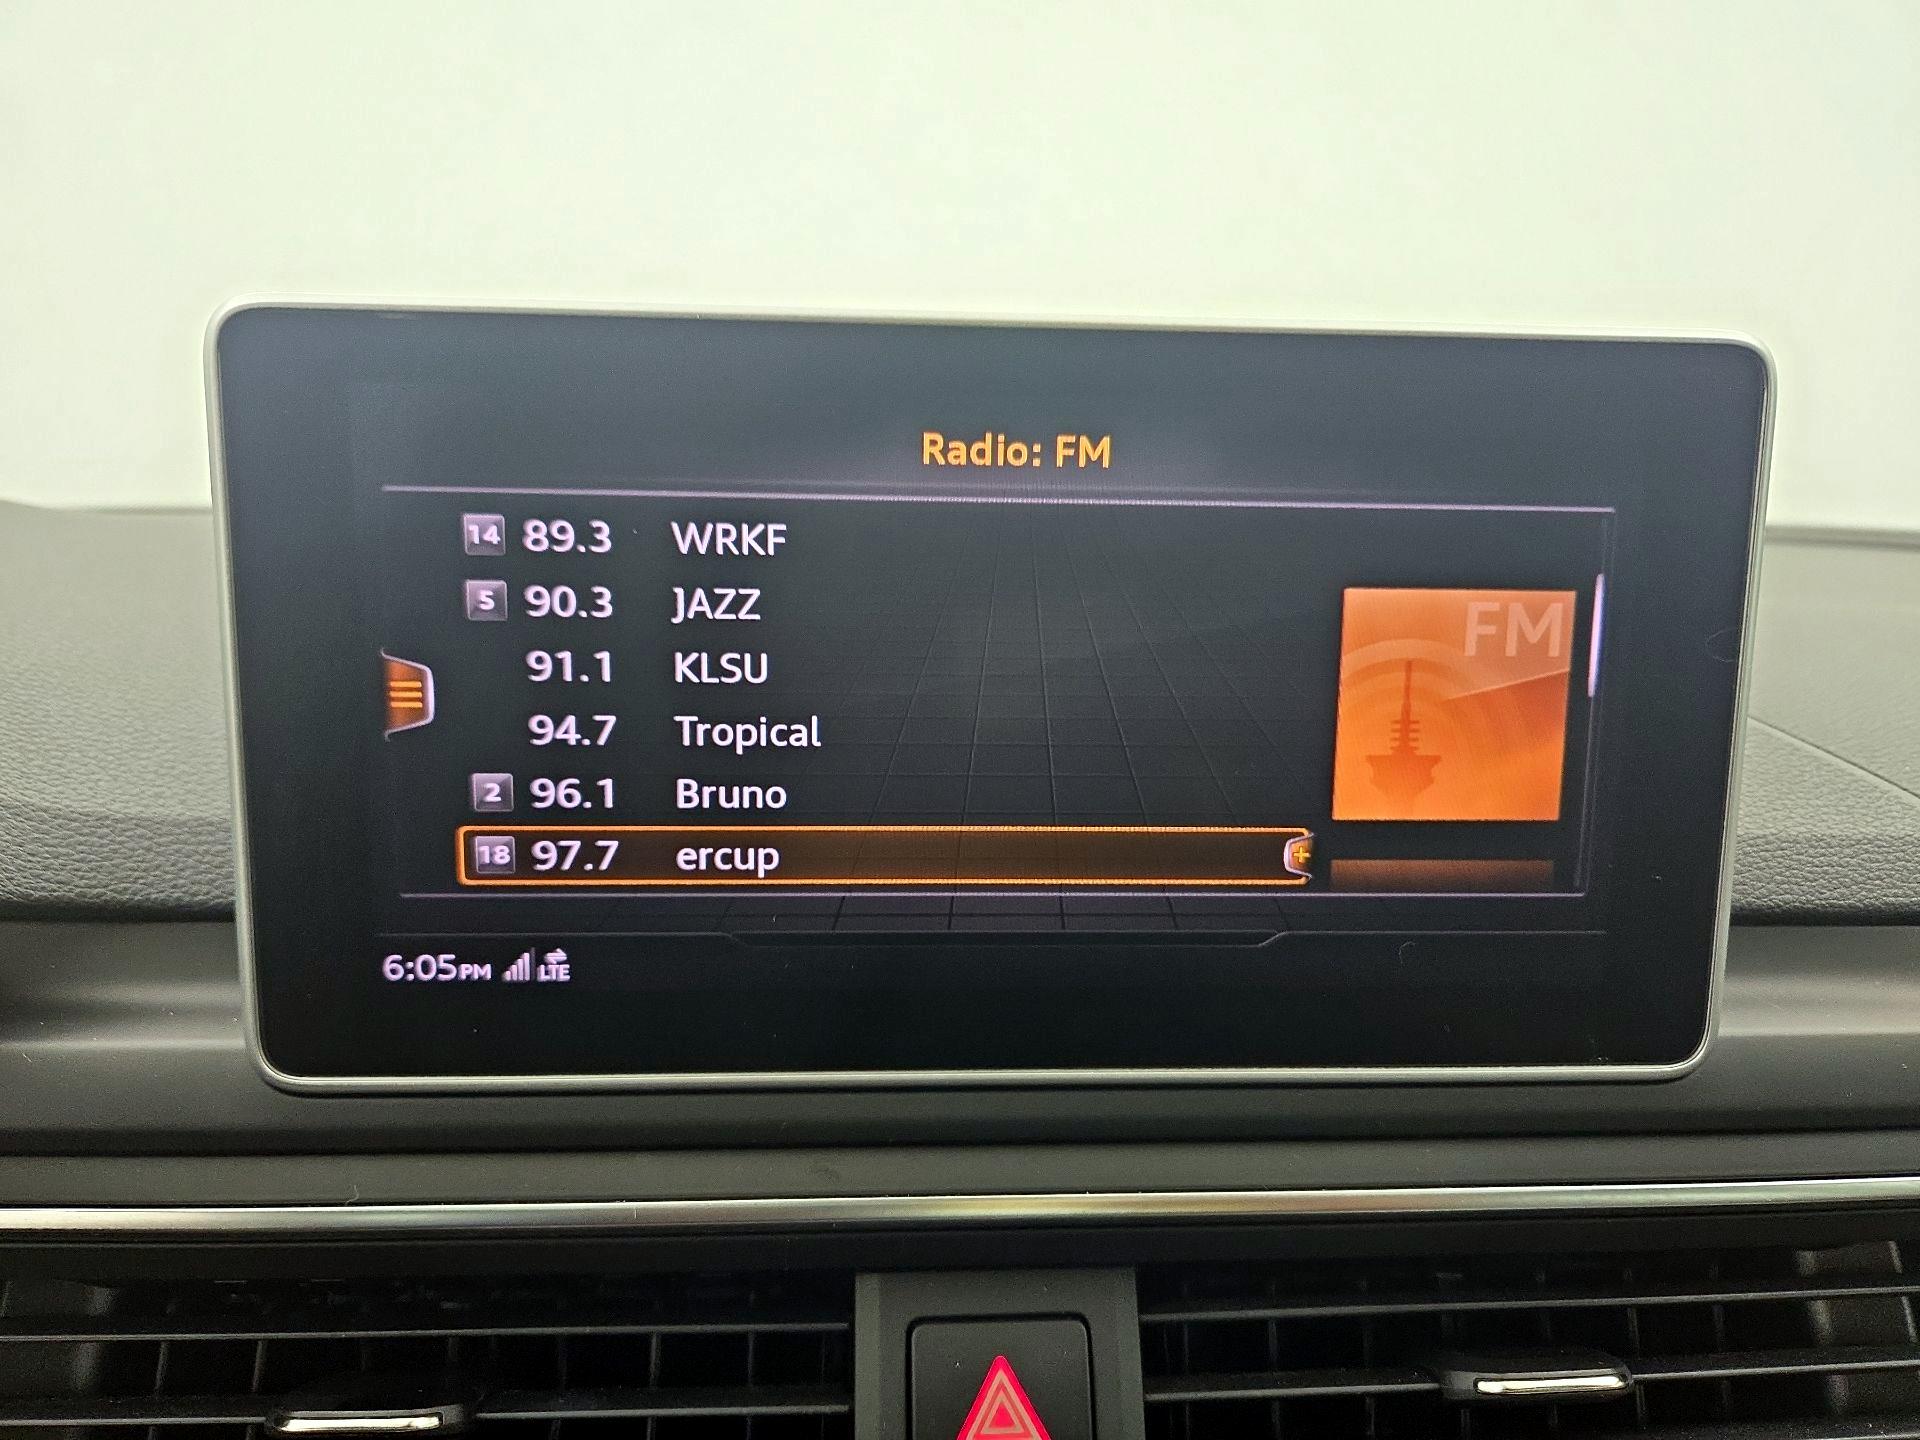 Radio: FM
14 89.3 WRKF
5 90.3 JAZZ
91.1 KLSU
94.7 Tropical
2 96.1 Bruno
18 97.7 ercup
FM
6:05PM LTE